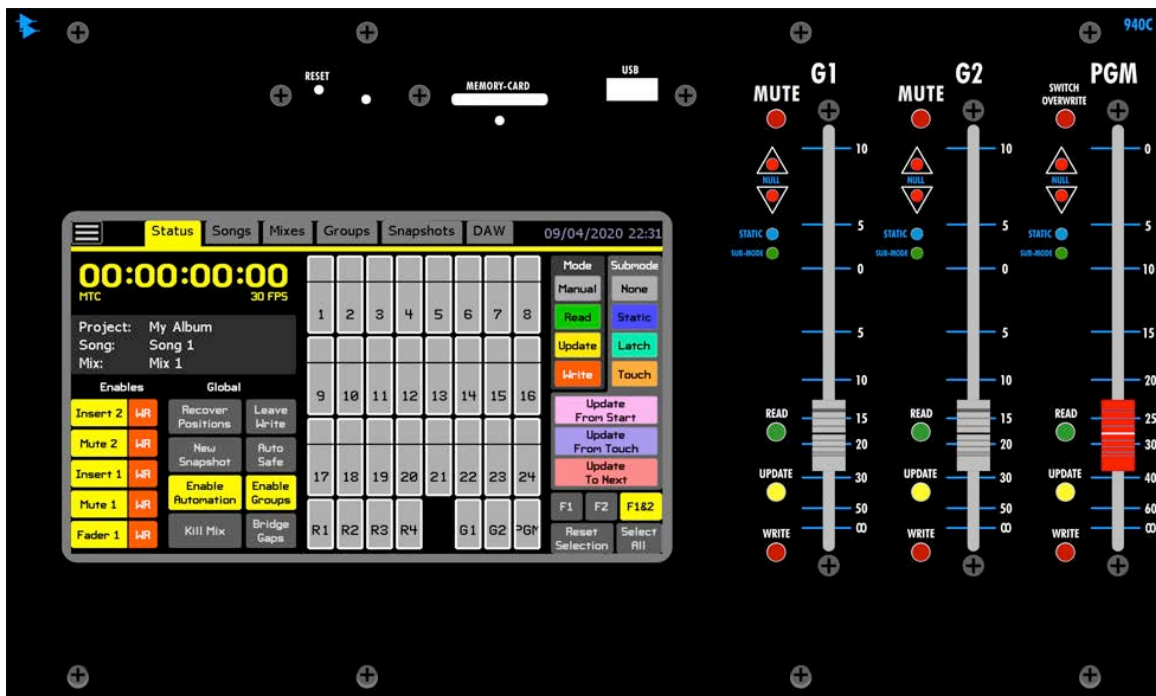 940C
RESET
MEMORY-CARD
USB
G1
G2
PGM
MUTE
MUTE
SWITCH
OVERWRITE
Status Songs Mixes Groups Snapshots DAW 09/04/2020 22:31
00:00:00:00
MTC 30 FPS
Project: My Album
Song: Song 1
Mix: Mix 1
Enables
Insert 2 WR
Mute 2 WR
Insert 1 WR
Mute 1 WR
Fader 1 WR
Global
Recover
Positions
Leave
Write
New
Snapshot
Auto
Safe
Enable
Automation
Enable
Groups
Kill Mix
Bridge
Gaps
1 2 3 4 5 6 7 8
9 10 11 12 13 14 15 16
17 18 19 20 21 22 23 24
R1 R2 R3 R4 G1 G2 PGM
Mode
Manual
Read
Update
Write
Submode
None
Static
Latch
Touch
Update
From Start
Update
From Touch
Update
To Next
F1 F2 F1&2
Reset
Selection
Select
All
NULL
STATIC
SUB-MODE
READ
UPDATE
WRITE
10
5
0
5
10
15
20
30
50
∞
NULL
STATIC
SUB-MODE
READ
UPDATE
WRITE
10
5
0
5
10
15
20
30
50
∞
NULL
STATIC
SUB-MODE
READ
UPDATE
WRITE
0
5
10
15
20
25
30
40
60
∞